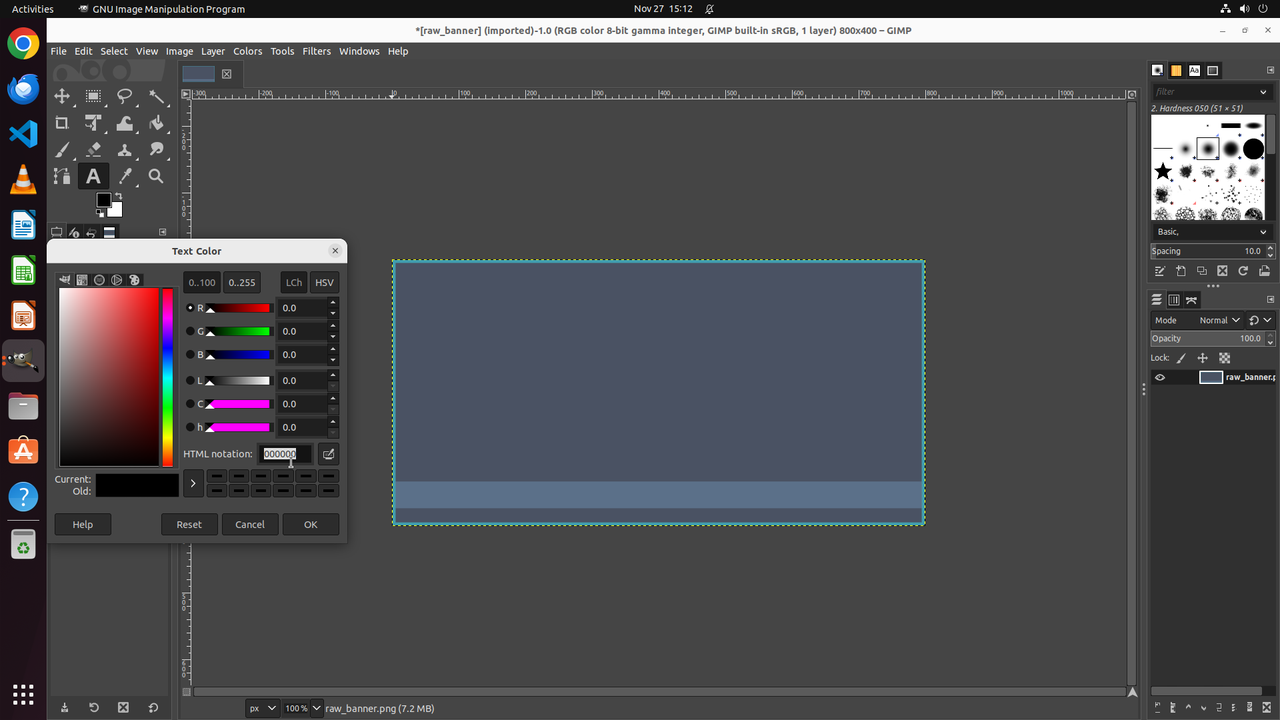 Activities
GNU Image Manipulation Program
Nov 27 15:12
*[raw_banner] (imported)-1.0 (RGB color 8-bit gamma integer, GIMP built-in sRGB, 1 layer) 800x400 – GIMP
File Edit Select View Image Layer Colors Tools Filters Windows Help
filter
2. Hardness 050 (51 × 51)
Basic,
Spacing 10.0
Mode Normal
Opacity 100.0
Lock:
raw_banner.p
Text Color
0..100 0..255 LCh HSV
R 0.0
G 0.0
B 0.0
L 0.0
C 0.0
h 0.0
HTML notation: 000000
Current:
Old:
Help Reset Cancel OK
px 100 % raw_banner.png (7.2 MB)